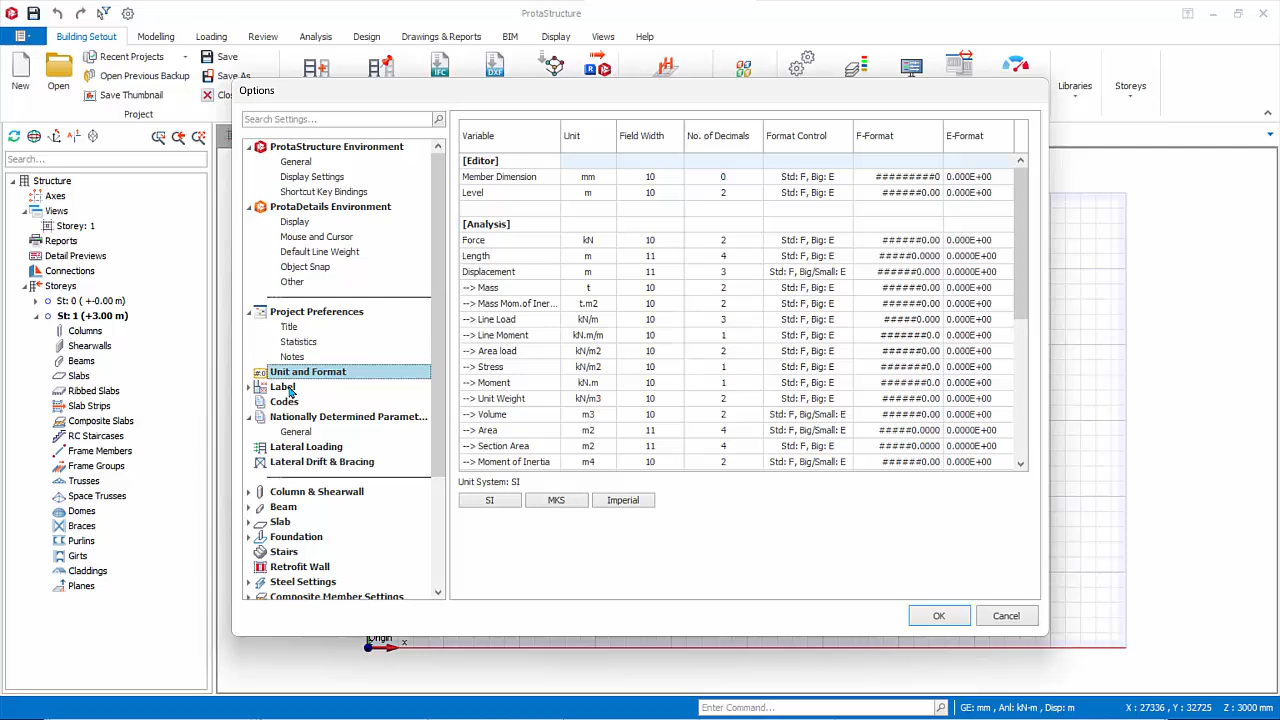 ProtaStructure
Building Setout Modelling Loading Review Analysis Design Drawings & Reports BIM Display Views Help
New Open Recent Projects Save
Open Previous Backup Save As
Save Thumbnail
IFC DXF Libraries Storeys
Project
Search...
Structure
Axes
Views
Storey: 1
Reports
Detail Previews
Connections
Storeys
St: 0 ( +-0.00 m)
St: 1 (+3.00 m)
Columns
Shearwalls
Beams
Slabs
Ribbed Slabs
Slab Strips
Composite Slabs
RC Staircases
Frame Members
Frame Groups
Trusses
Space Trusses
Domes
Braces
Purlins
Girts
Claddings
Planes
Options
Search Settings...
ProtaStructure Environment
General
Display Settings
Shortcut Key Bindings
ProtaDetails Environment
Display
Mouse and Cursor
Default Line Weight
Object Snap
Other
Project Preferences
Title
Statistics
Notes
Unit and Format
Label
Codes
Nationally Determined Paramet...
General
Lateral Loading
Lateral Drift & Bracing
Column & Shearwall
Beam
Slab
Foundation
Stairs
Retrofit Wall
Steel Settings
Composite Member Settings
Variable Unit Field Width No. of Decimals Format Control F-Format E-Format
[Editor]
Member Dimension mm 10 0 Std: F, Big: E #########0 0.000E+00
Level m 10 2 Std: F, Big: E ######0.00 0.000E+00
[Analysis]
Force kN 10 2 Std: F, Big: E ######0.00 0.000E+00
Length m 11 4 Std: F, Big: E #####0.0000 0.0000E+00
Displacement m 11 3 Std: F, Big/Small: E ######0.000 0.0000E+00
--> Mass t 10 2 Std: F, Big: E ######0.00 0.000E+00
--> Mass Mom.of Iner... t.m2 10 2 Std: F, Big: E ######0.00 0.000E+00
--> Line Load kN/m 10 3 Std: F, Big: E #####0.000 0.000E+00
--> Line Moment kN.m/m 10 1 Std: F, Big: E #######0.0 0.000E+00
--> Area load kN/m2 10 2 Std: F, Big: E ######0.00 0.000E+00
--> Stress kN/m2 10 1 Std: F, Big: E #######0.0 0.000E+00
--> Moment kN.m 10 1 Std: F, Big: E #######0.0 0.000E+00
--> Unit Weight kN/m3 10 2 Std: F, Big: E ######0.00 0.000E+00
--> Volume m3 10 2 Std: F, Big/Small: E ######0.00 0.000E+00
--> Area m2 11 4 Std: F, Big/Small: E #####0.0000 0.0000E+00
--> Section Area m2 11 4 Std: F, Big/Small: E #####0.0000 0.0000E+00
--> Moment of Inertia m4 10 2 Std: F, Big/Small: E ######0.00 0.000E+00
Unit System: SI
SI MKS Imperial
OK Cancel
Origin x
Enter Command... GE: mm , Anl: kN-m , Disp: m X : 27336 , Y : 32725 Z : 3000 mm